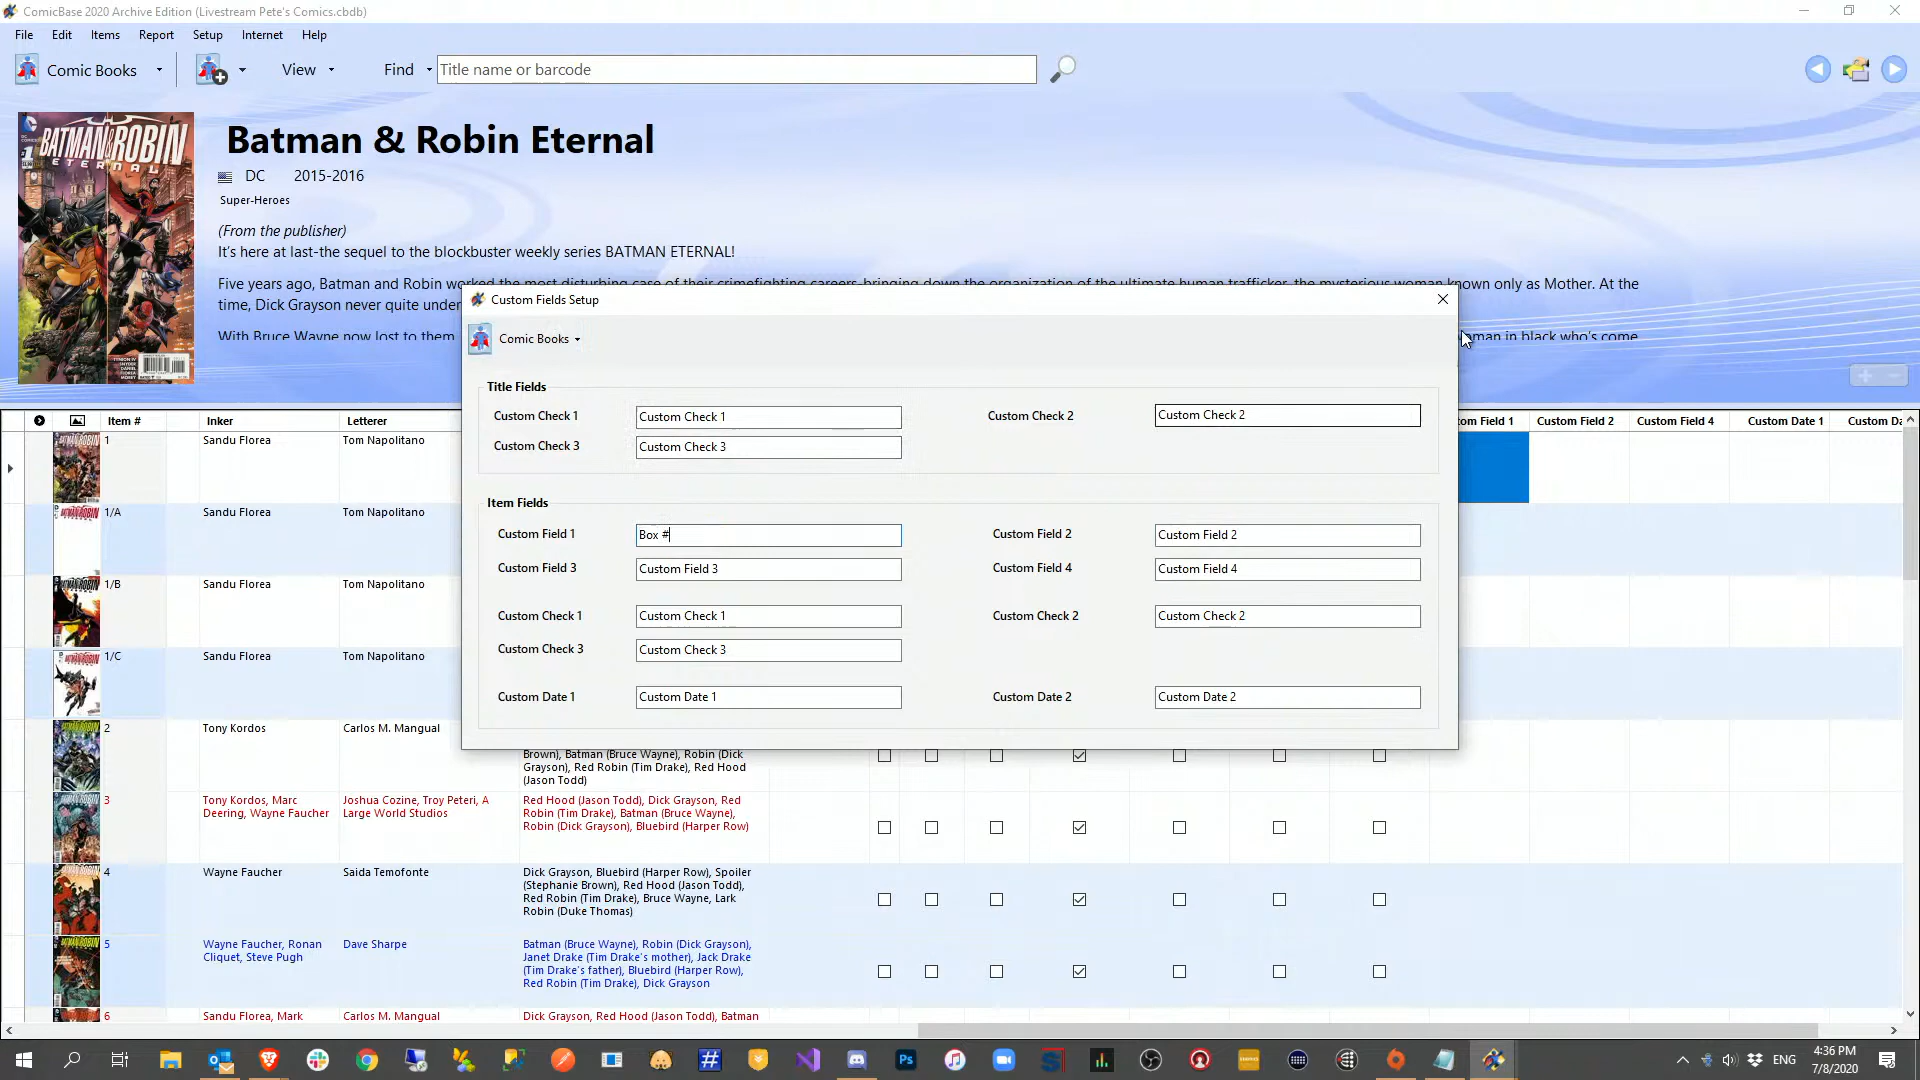 ComicBase 2020 Archive Edition (Livestream Pete's Comics.cbdb)
File Edit Items Report Setup Internet Help
Comic Books View Find Title name or barcode
Batman & Robin Eternal
DC 2015-2016
Super-Heroes
(From the publisher)
It's here at last-the sequel to the blockbuster weekly series BATMAN ETERNAL!
Five years ago, Batman and Robin worked the most disturbing case of their crimefighting careers-bringing down the organization of the ultimate human trafficker, the mysterious woman known only as Mother. At the
time, Dick Grayson never quite under
With Bruce Wayne now lost to them
woman in black who's come
Custom Fields Setup
Comic Books
Title Fields
Custom Check 1 Custom Check 1 Custom Check 2 Custom Check 2
Custom Check 3 Custom Check 3
Item Fields
Custom Field 1 Box # Custom Field 2 Custom Field 2
Custom Field 3 Custom Field 3 Custom Field 4 Custom Field 4
Custom Check 1 Custom Check 1 Custom Check 2 Custom Check 2
Custom Check 3 Custom Check 3
Custom Date 1 Custom Date 1 Custom Date 2 Custom Date 2
Item # Inker Letterer tom Field 1 Custom Field 2 Custom Field 4 Custom Date 1 Custom Da
1 Sandu Florea Tom Napolitano
1/A Sandu Florea Tom Napolitano
1/B Sandu Florea Tom Napolitano
1/C Sandu Florea Tom Napolitano
2 Tony Kordos Carlos M. Mangual
Brown), Batman (Bruce Wayne), Robin (Dick
Grayson), Red Robin (Tim Drake), Red Hood
(Jason Todd)
3 Tony Kordos, Marc Joshua Cozine, Troy Peteri, A Red Hood (Jason Todd), Dick Grayson, Red
Deering, Wayne Faucher Large World Studios Robin (Tim Drake), Batman (Bruce Wayne),
Robin (Dick Grayson), Bluebird (Harper Row)
4 Wayne Faucher Saida Temofonte Dick Grayson, Bluebird (Harper Row), Spoiler
(Stephanie Brown), Red Hood (Jason Todd),
Red Robin (Tim Drake), Bruce Wayne, Lark
Robin (Duke Thomas)
5 Wayne Faucher, Ronan Dave Sharpe Batman (Bruce Wayne), Robin (Dick Grayson),
Cliquet, Steve Pugh Janet Drake (Tim Drake's mother), Jack Drake
(Tim Drake's father), Bluebird (Harper Row),
Red Robin (Tim Drake), Dick Grayson
6 Sandu Florea, Mark Carlos M. Mangual Dick Grayson, Red Hood (Jason Todd), Batman
ENG 4:36 PM
7/8/2020